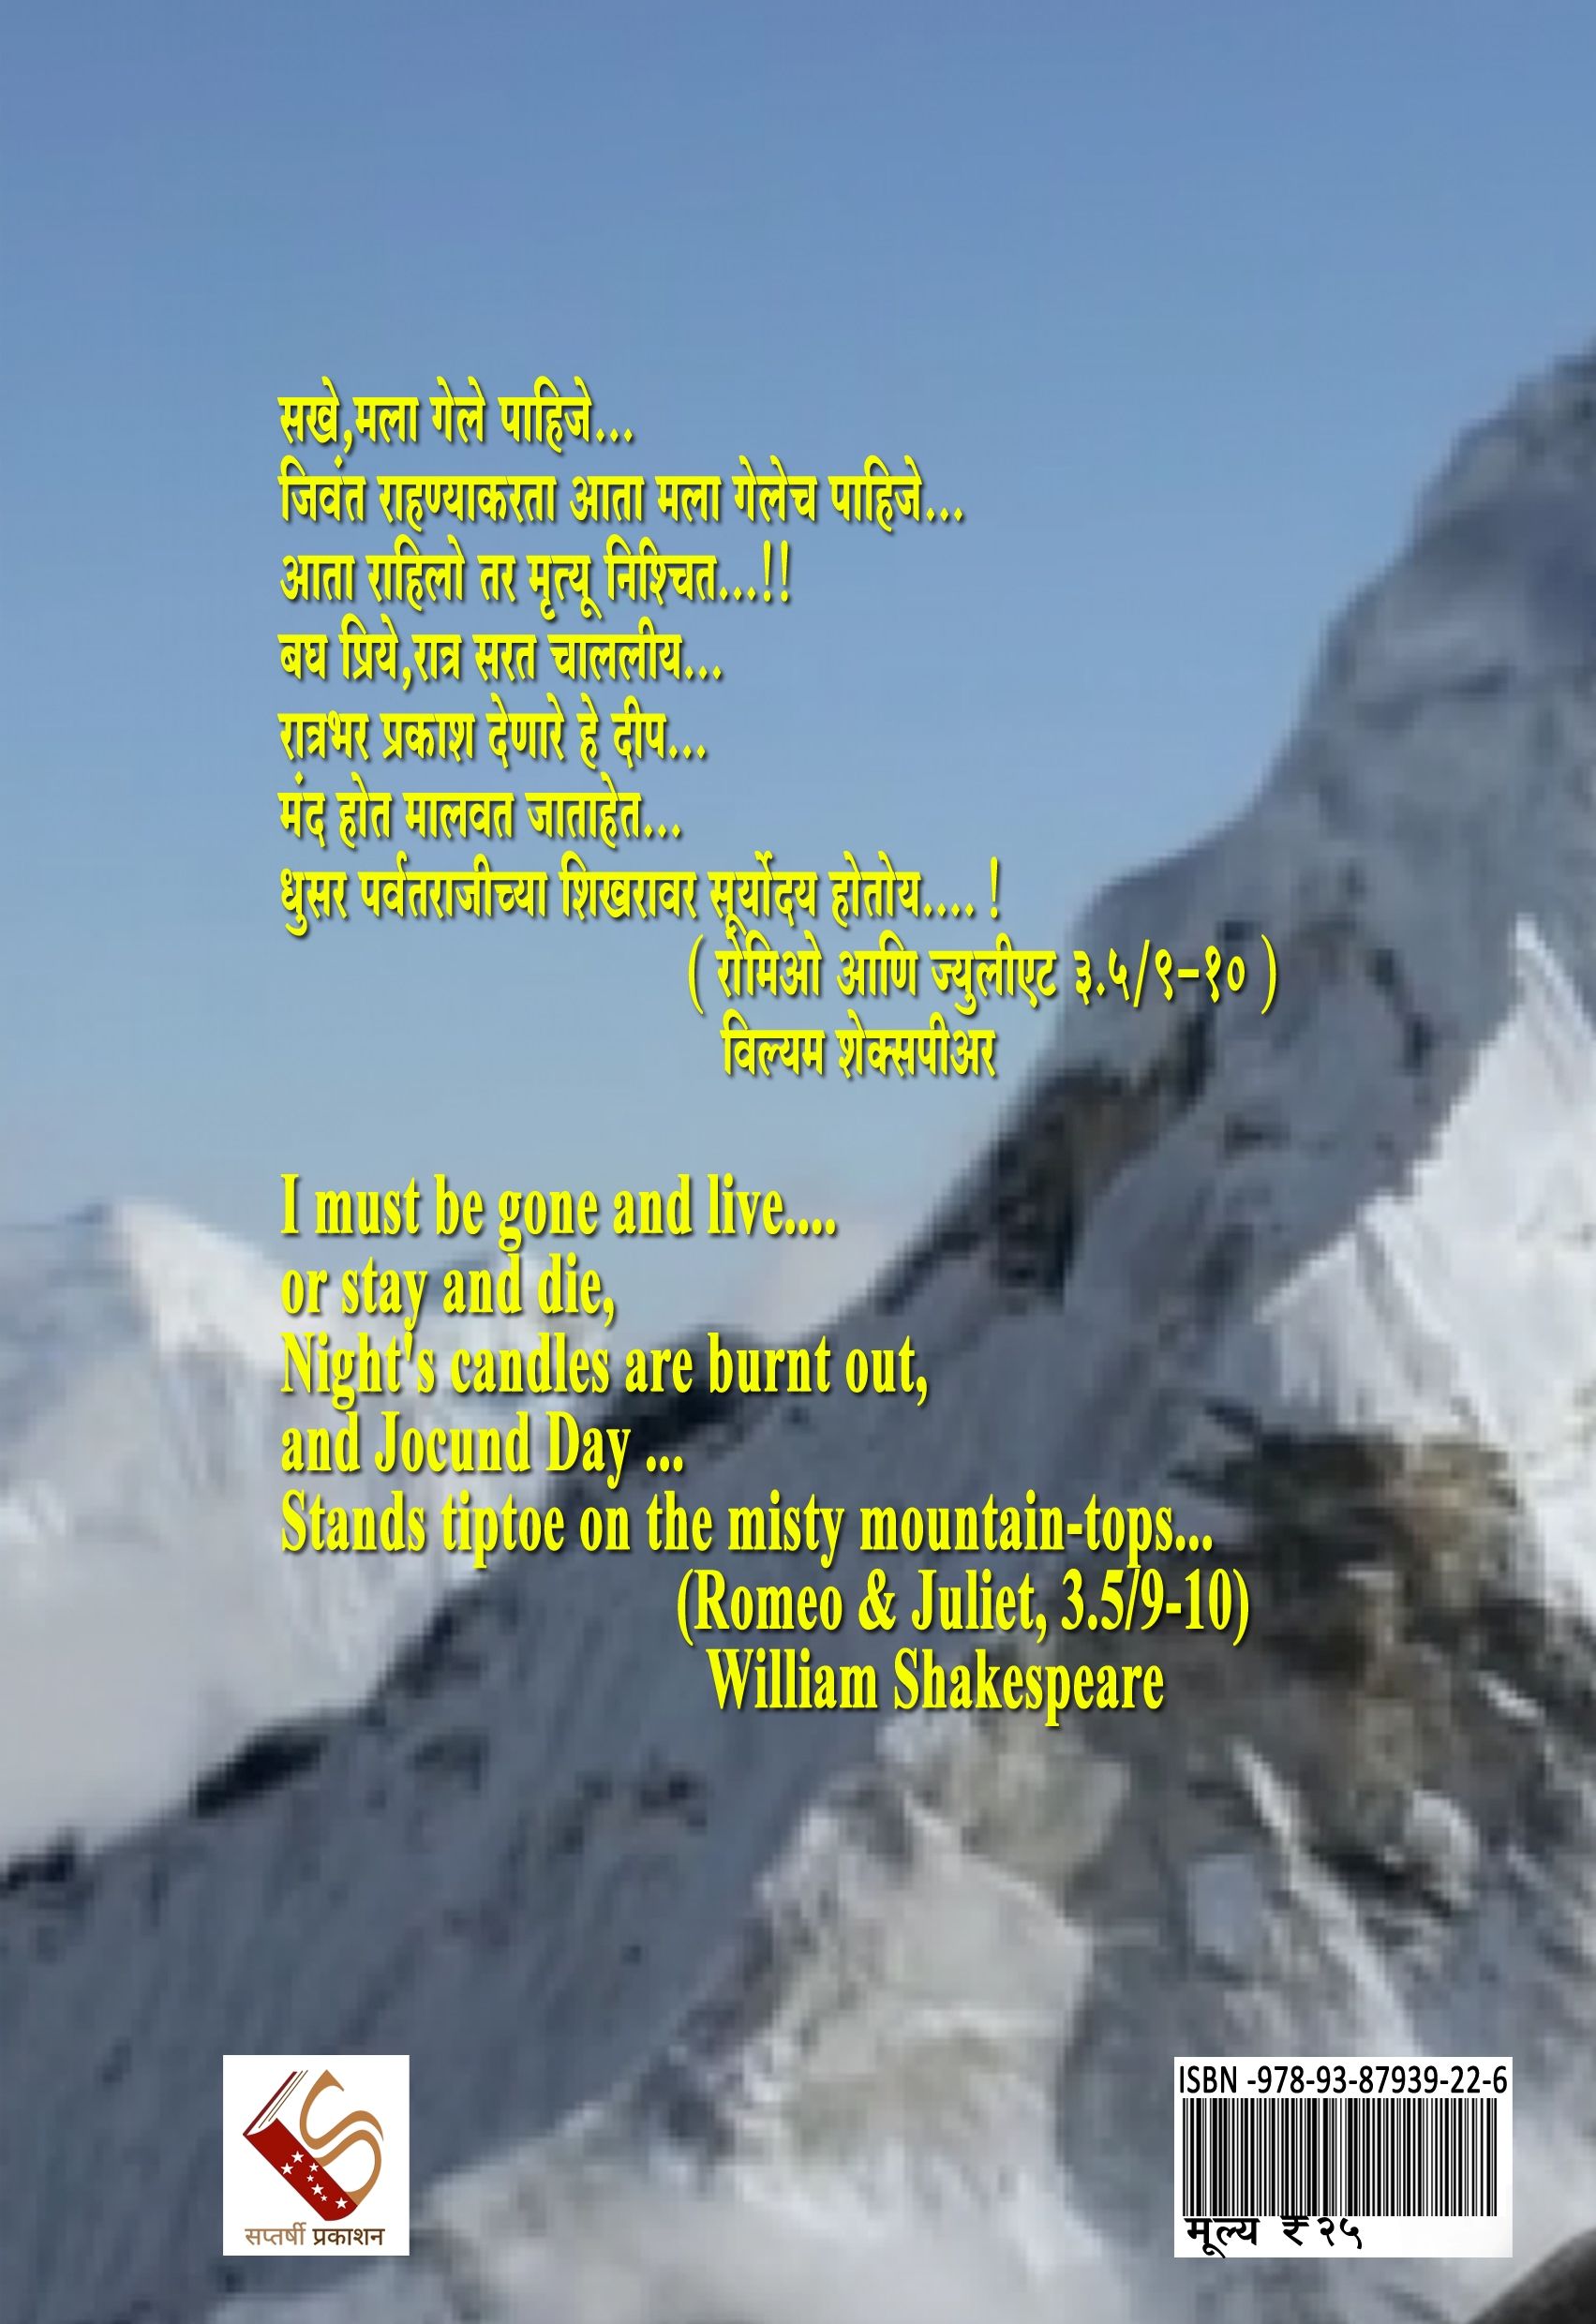 सखे,मला गेले पाहिजे...
जिवंत राहण्याकरता आता मला गेलेच पाहिजे...
आता राहिलो तर मृत्यू निश्चित...!!
बघ प्रिये,रात्र सरत चाललीय...
रात्रभर प्रकाश देणारे हे दीप...
मंद होत मालवत जाताहेत...
धुसर पर्वतराजीच्या शिखरावर सूर्योदय होतोय.... !
( रोमिओ आणि ज्युलीएट ३.५/९-१० )
विल्यम शेक्सपीअर
I must be gone and live....
or stay and die,
Night's candles are burnt out,
and Jocund Day ...
Stands tiptoe on the misty mountain-tops...
(Romeo & Juliet, 3.5/9-10)
William Shakespeare
सप्तर्षी प्रकाशन
ISBN -978-93-87939-22-6
मूल्य ₹ २५